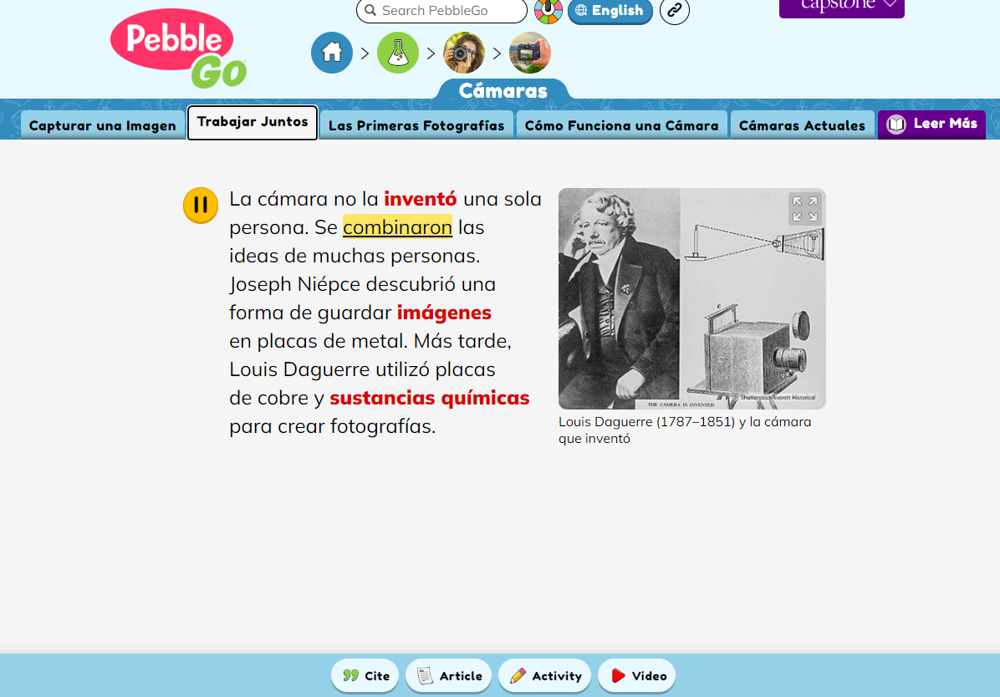 capstone
Search PebbleGo
English
Pebble
Go
Cámaras
Capturar una Imagen
Trabajar Juntos
Las Primeras Fotografías
Cómo Funciona una Cámara
Cámaras Actuales
Leer Más
La cámara no la inventó una sola
persona. Se combinaron las
ideas de muchas personas.
Joseph Niépce descubrió una
forma de guardar imágenes
en placas de metal. Más tarde,
Louis Daguerre utilizó placas
de cobre y sustancias químicas
para crear fotografías.
THE CAMERA IS INVENTED
Shutterstock/Everett Historical
Louis Daguerre (1787–1851) y la cámara
que inventó
Cite
Article
Activity
Video